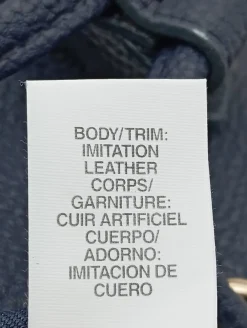 BODY/TRIM:
IMITATION
LEATHER
CORPS/
GARNITURE:
CUIR ARTIFICIEL
CUERPO/
ADORNO:
IMITACION DE
CUERO